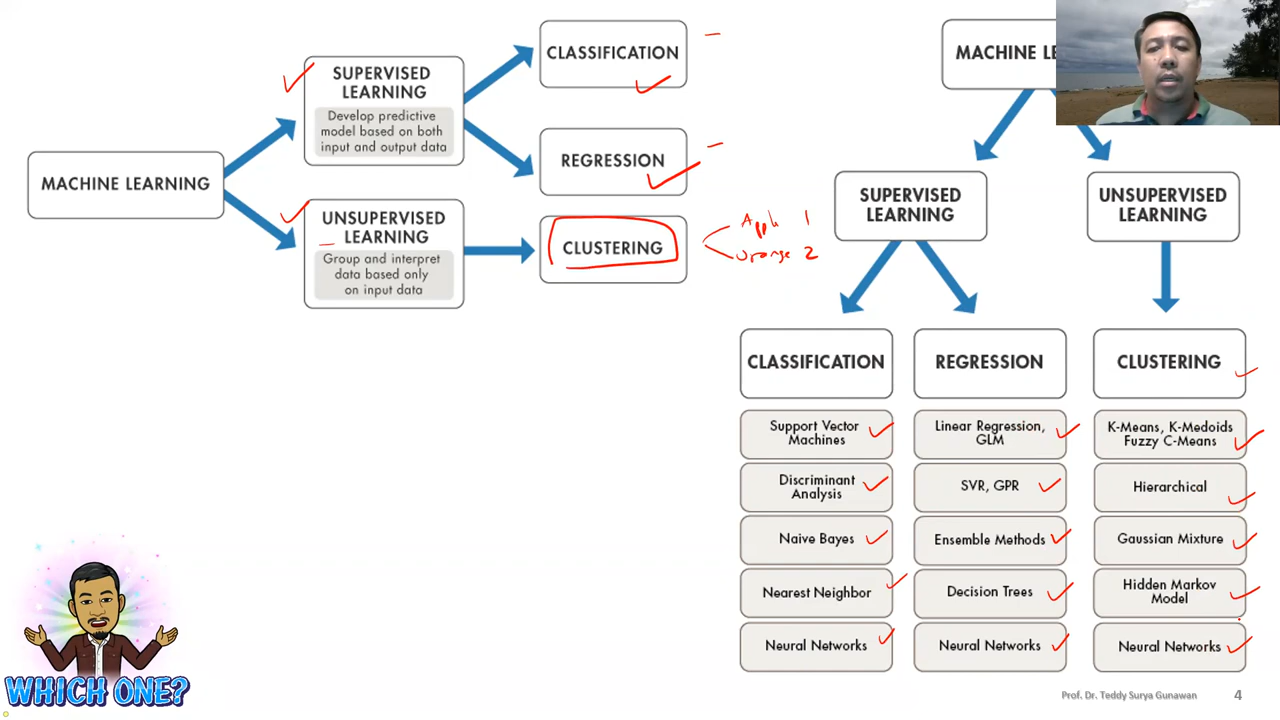 MACHINE LEARNING
SUPERVISED
LEARNING
Develop predictive
model based on both
input and output data
UNSUPERVISED
LEARNING
Group and interpret
data based only
on input data
CLASSIFICATION
REGRESSION
CLUSTERING
Apple 1
Orange 2
MACHINE LE
SUPERVISED
LEARNING
UNSUPERVISED
LEARNING
CLASSIFICATION
Support Vector
Machines
Discriminant
Analysis
Naive Bayes
Nearest Neighbor
Neural Networks
REGRESSION
Linear Regression,
GLM
SVR, GPR
Ensemble Methods
Decision Trees
Neural Networks
CLUSTERING
K-Means, K-Medoids
Fuzzy C-Means
Hierarchical
Gaussian Mixture
Hidden Markov
Model
Neural Networks
WHICH ONE?
Prof. Dr. Teddy Surya Gunawan 4